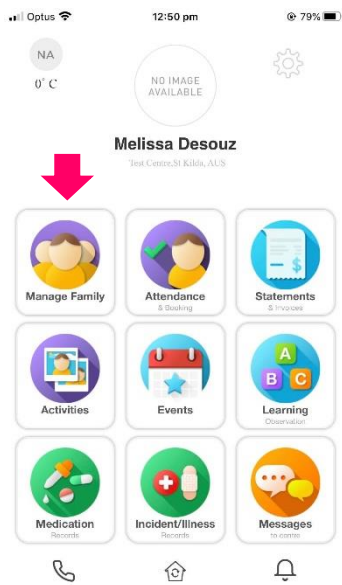 Optus 12:50 pm 79%
NA
0° C
NO IMAGE
AVAILABLE
Melissa Desouz
Test Centre,St Kilda, AUS
Manage Family
Attendance
& Booking
Statements
& Invoices
$
Activities
Events
Learning
Observation
A
B C
Medication
Records
Incident/Illness
Records
Messages
to centre